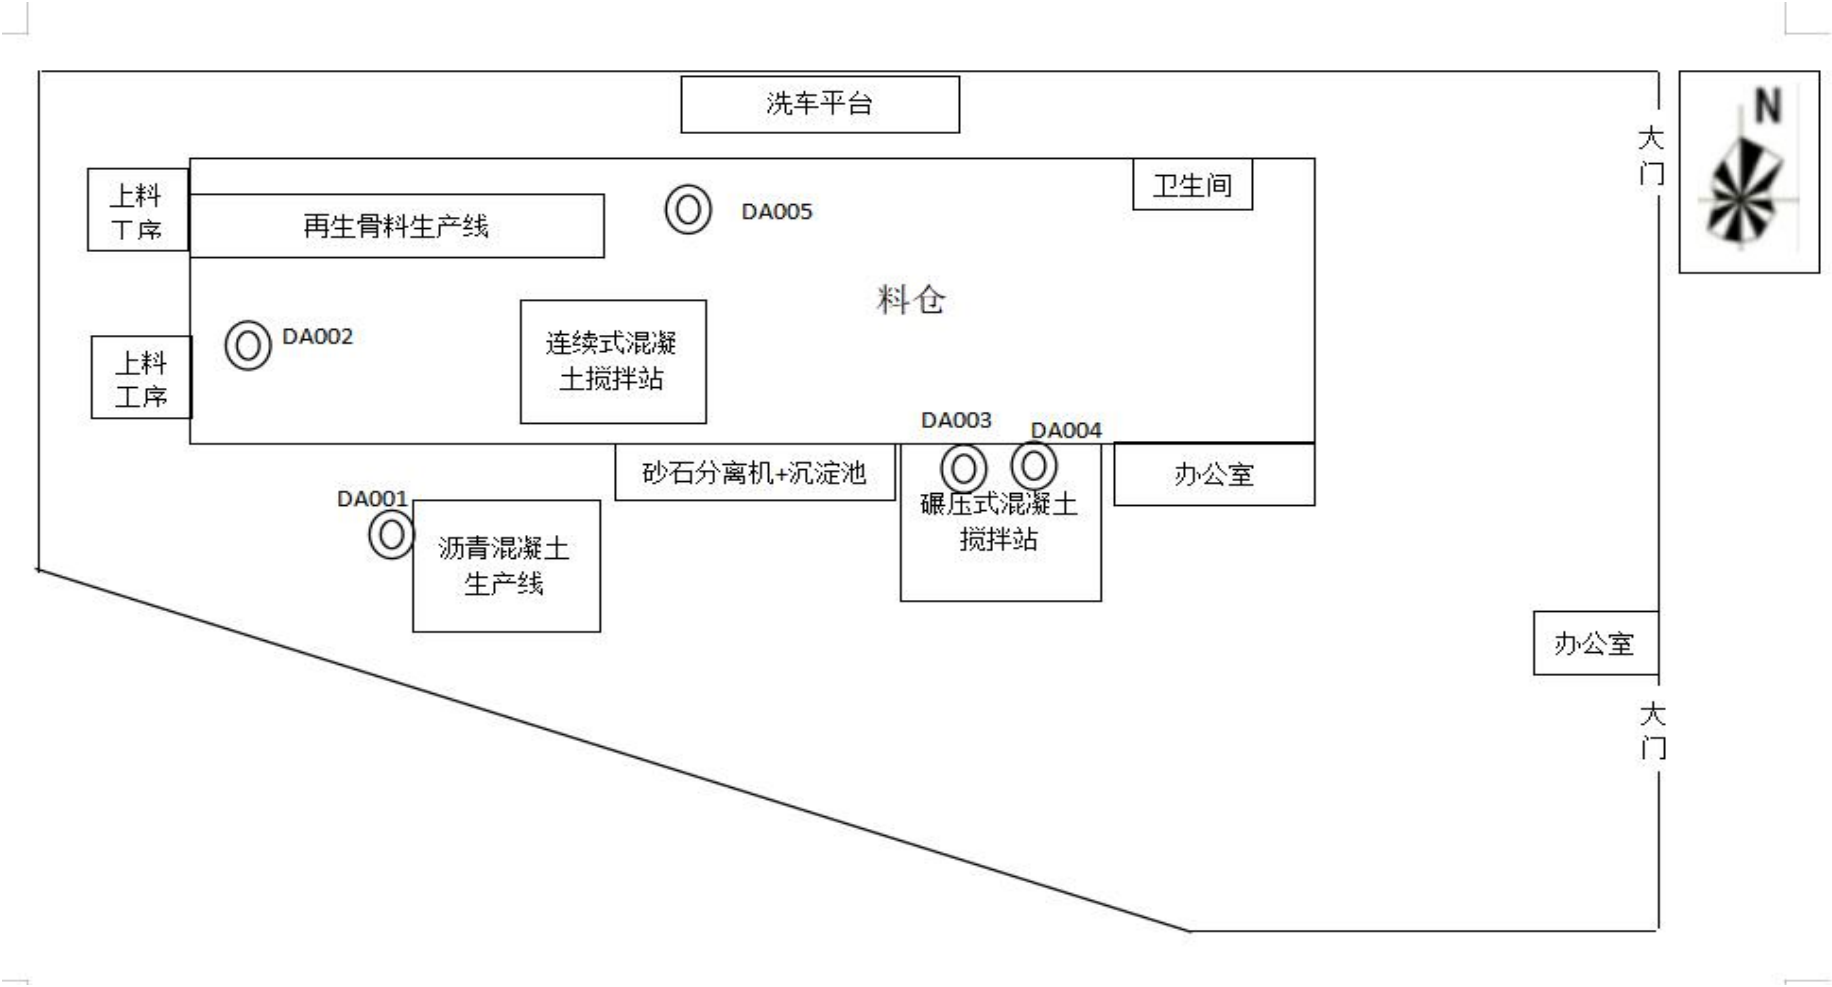 洗车平台
N
大
门
上料
工序
再生骨料生产线
DA005
卫生间
料仓
DA002
连续式混凝
土搅拌站
上料
工序
DA003
DA004
砂石分离机+沉淀池
办公室
DA001
碾压式混凝土
搅拌站
沥青混凝土
生产线
办公室
大
门